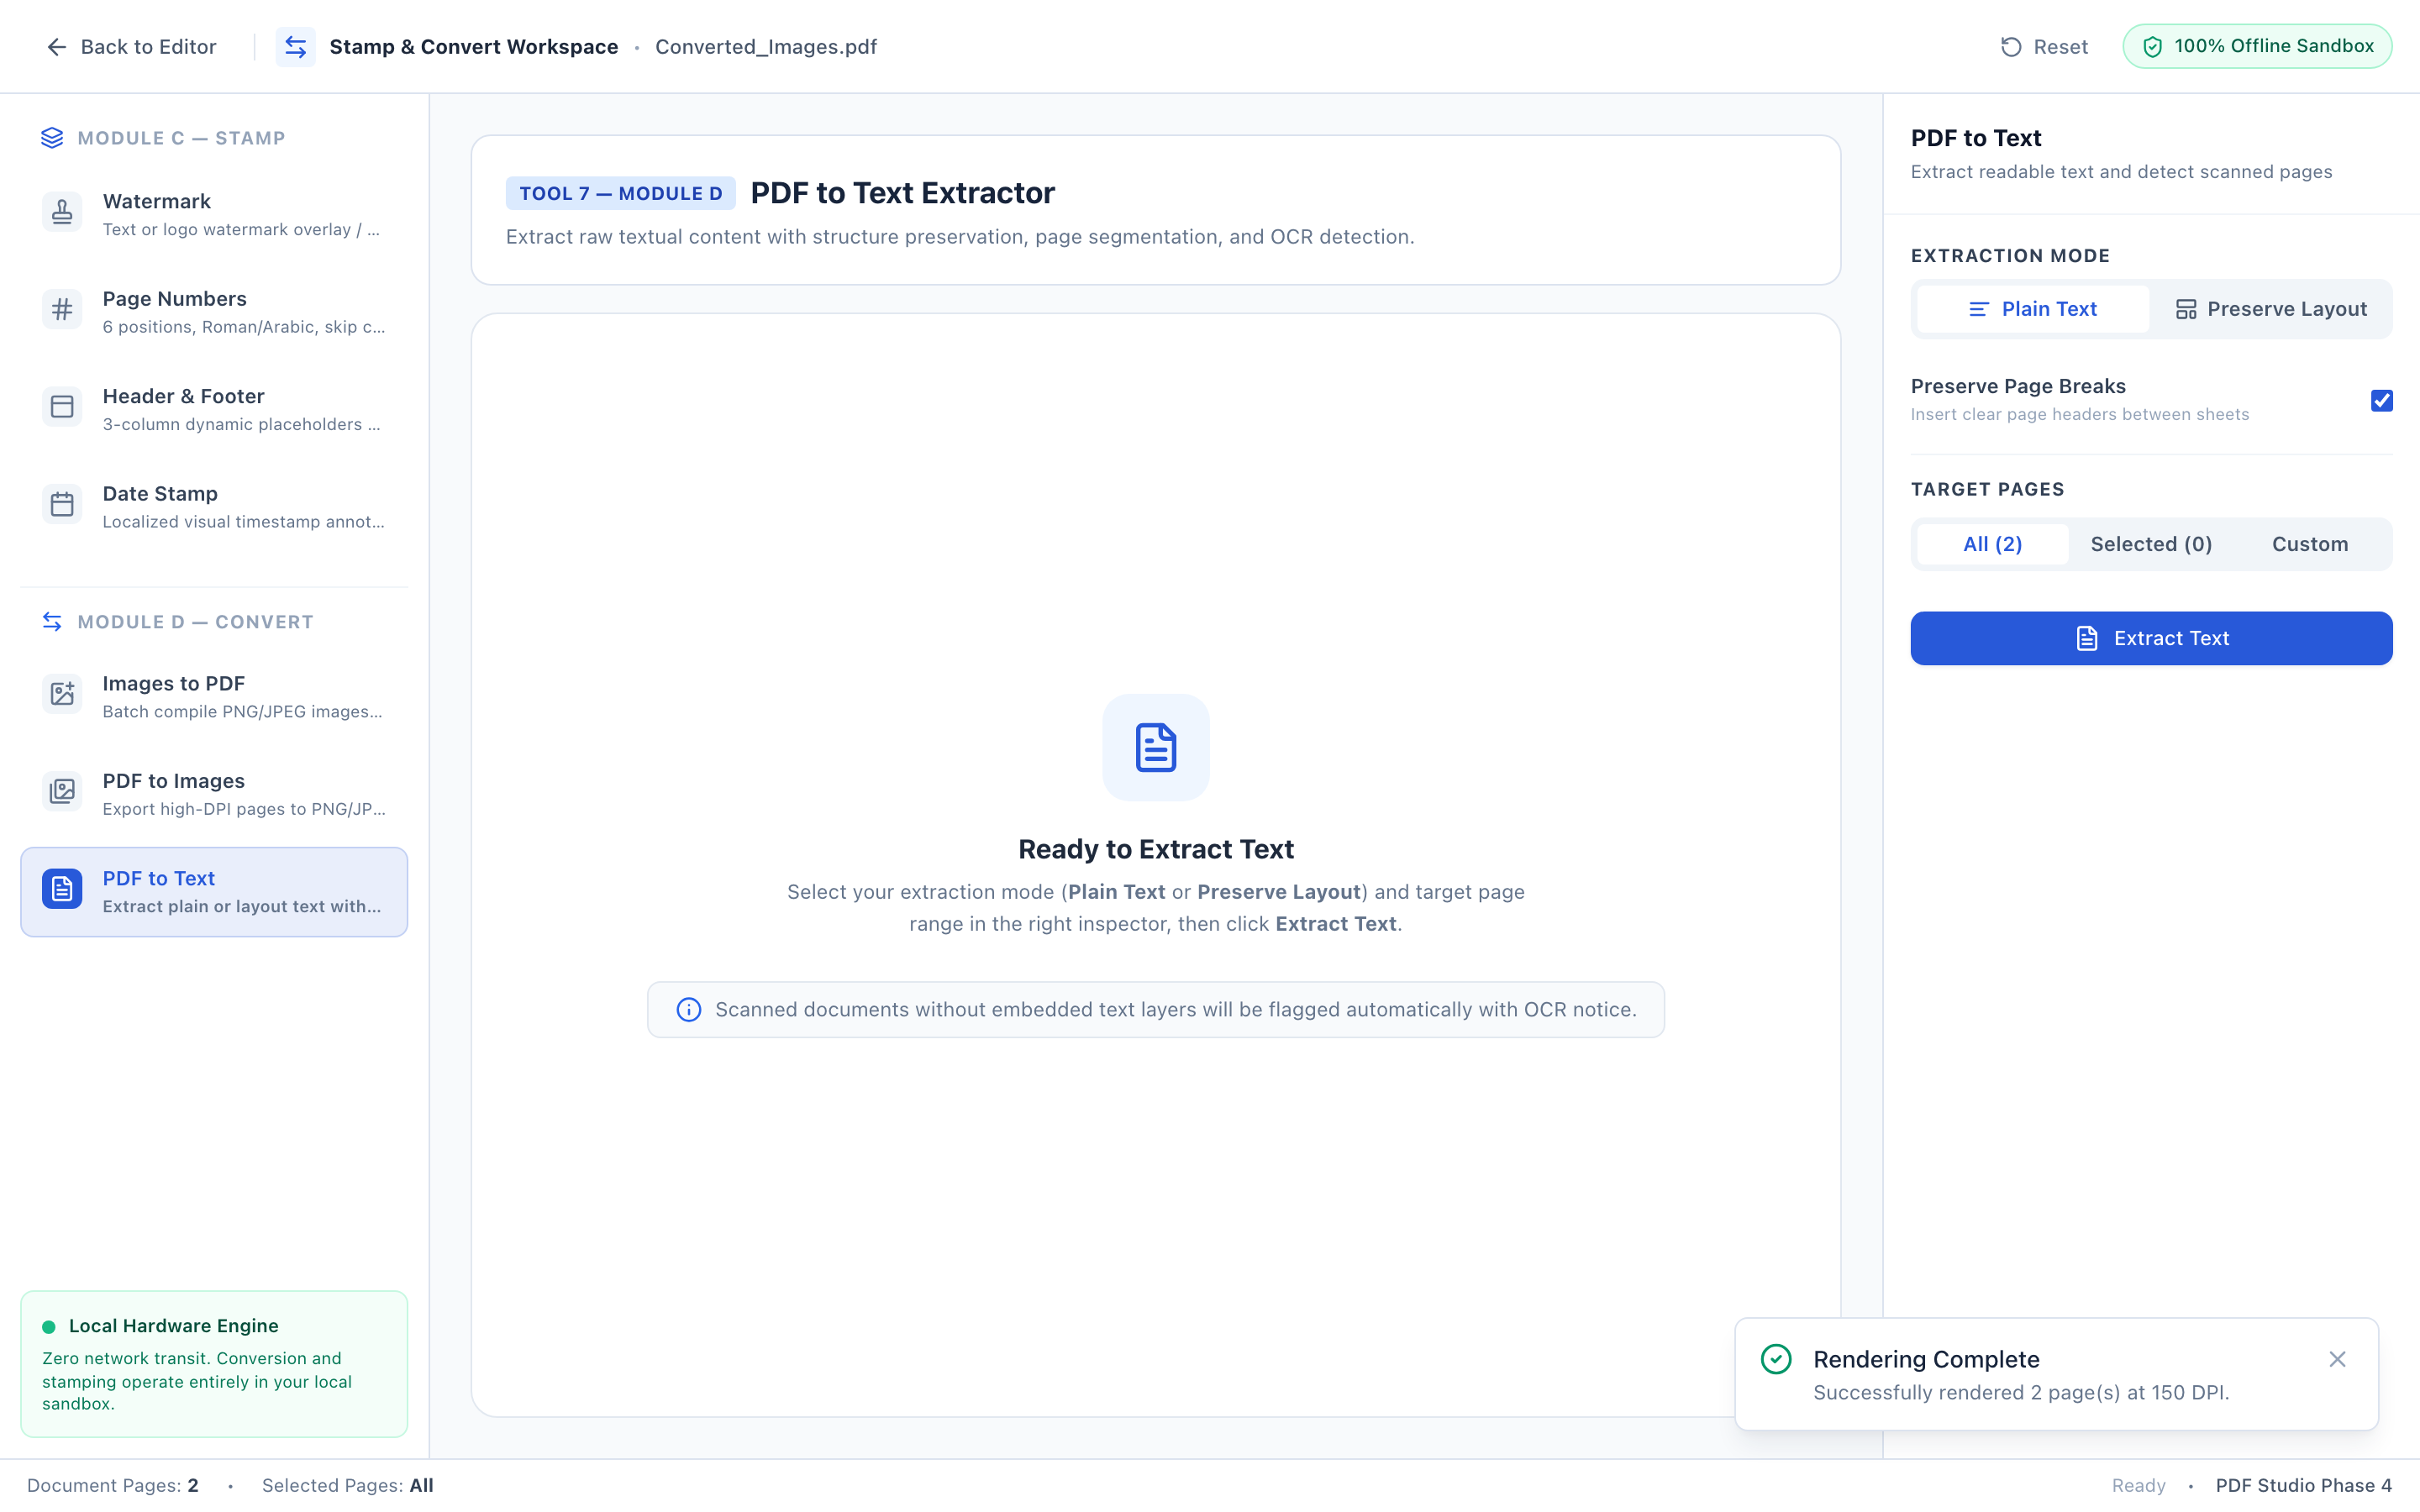 Back to Editor
Stamp & Convert Workspace • Converted_Images.pdf
Reset
100% Offline Sandbox
MODULE C — STAMP
Watermark
Text or logo watermark overlay / ...
Page Numbers
6 positions, Roman/Arabic, skip c...
Header & Footer
3-column dynamic placeholders ...
Date Stamp
Localized visual timestamp annot...
MODULE D — CONVERT
Images to PDF
Batch compile PNG/JPEG images...
PDF to Images
Export high-DPI pages to PNG/JP...
PDF to Text
Extract plain or layout text with...
Local Hardware Engine
Zero network transit. Conversion and
stamping operate entirely in your local
sandbox.
TOOL 7 — MODULE D PDF to Text Extractor
Extract raw textual content with structure preservation, page segmentation, and OCR detection.
Ready to Extract Text
Select your extraction mode (Plain Text or Preserve Layout) and target page
range in the right inspector, then click Extract Text.
Scanned documents without embedded text layers will be flagged automatically with OCR notice.
PDF to Text
Extract readable text and detect scanned pages
EXTRACTION MODE
Plain Text Preserve Layout
Preserve Page Breaks
Insert clear page headers between sheets
TARGET PAGES
All (2) Selected (0) Custom
Extract Text
Rendering Complete
Successfully rendered 2 page(s) at 150 DPI.
Document Pages: 2 • Selected Pages: All
Ready • PDF Studio Phase 4